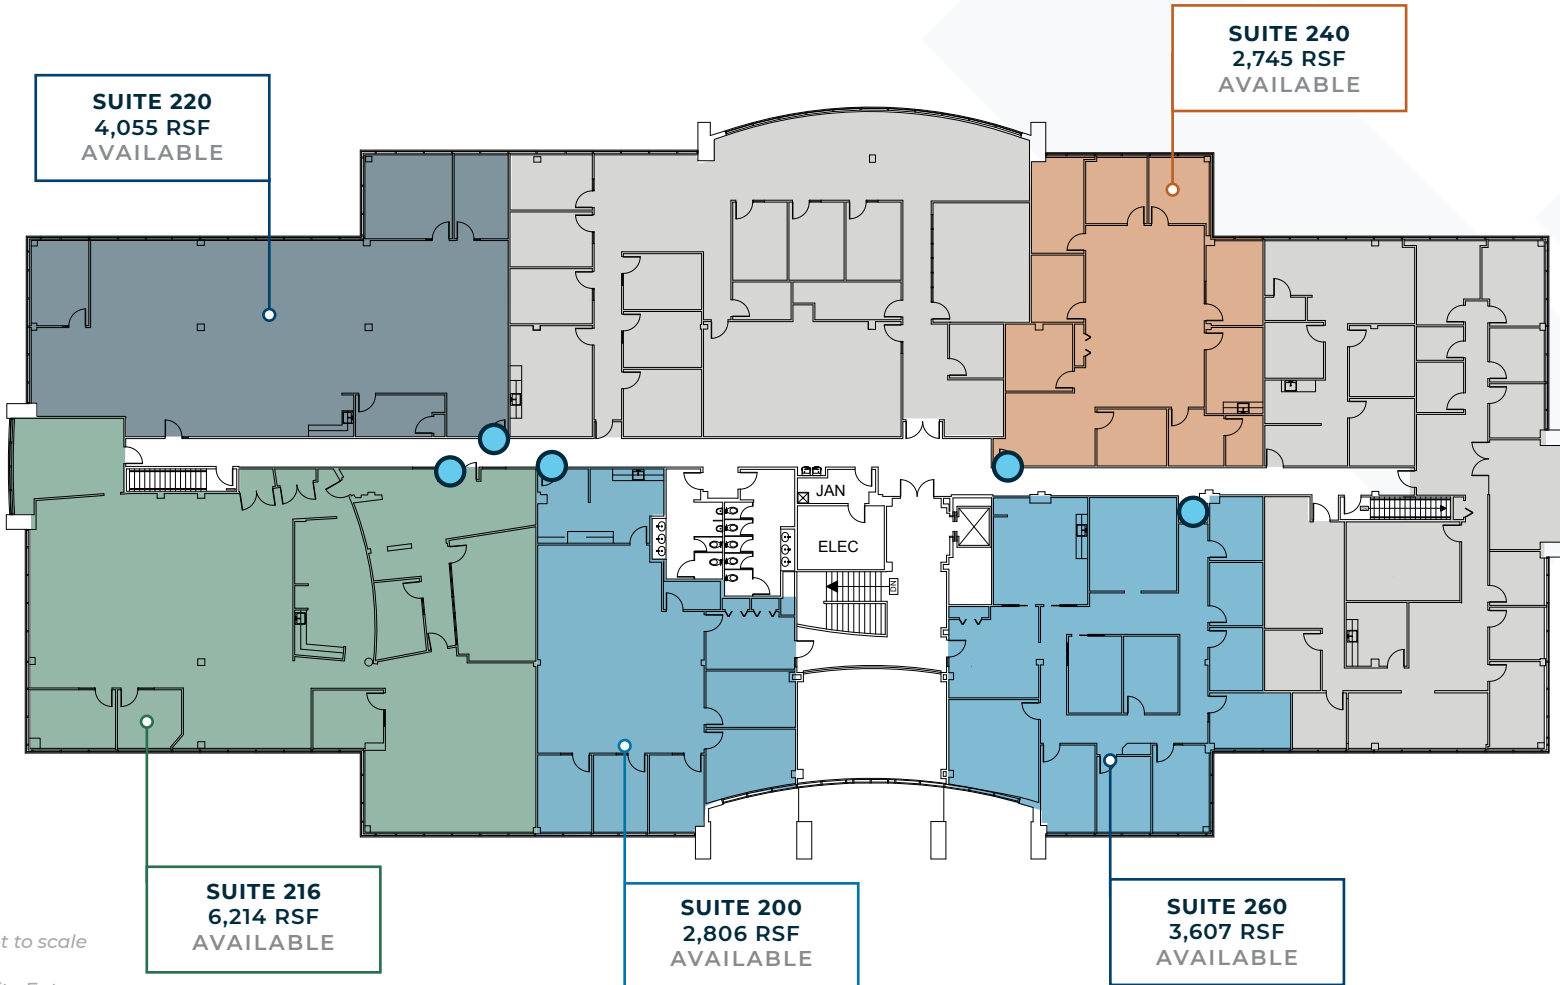 SUITE 240
2,745 RSF
AVAILABLE
SUITE 220
4,055 RSF
AVAILABLE
JAN
ELEC
DN
SUITE 216
6,214 RSF
AVAILABLE
SUITE 200
2,806 RSF
AVAILABLE
SUITE 260
3,607 RSF
AVAILABLE
to scale